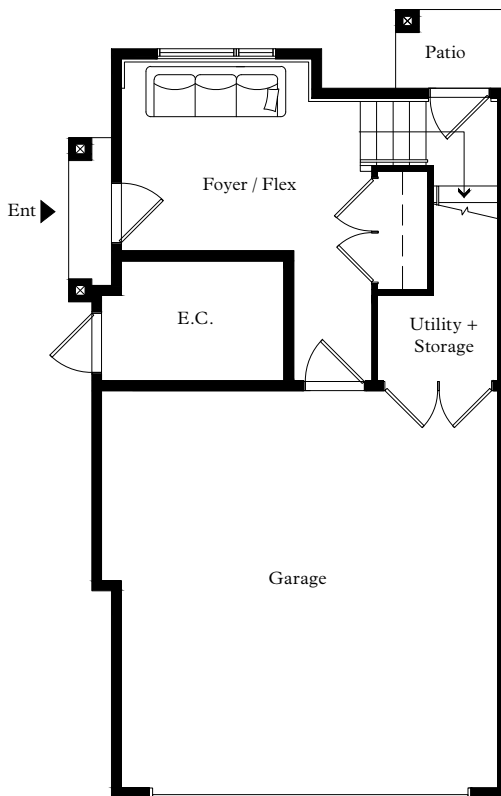 Patio
Foyer / Flex
Ent
E.C.
Utility +
Storage
Garage